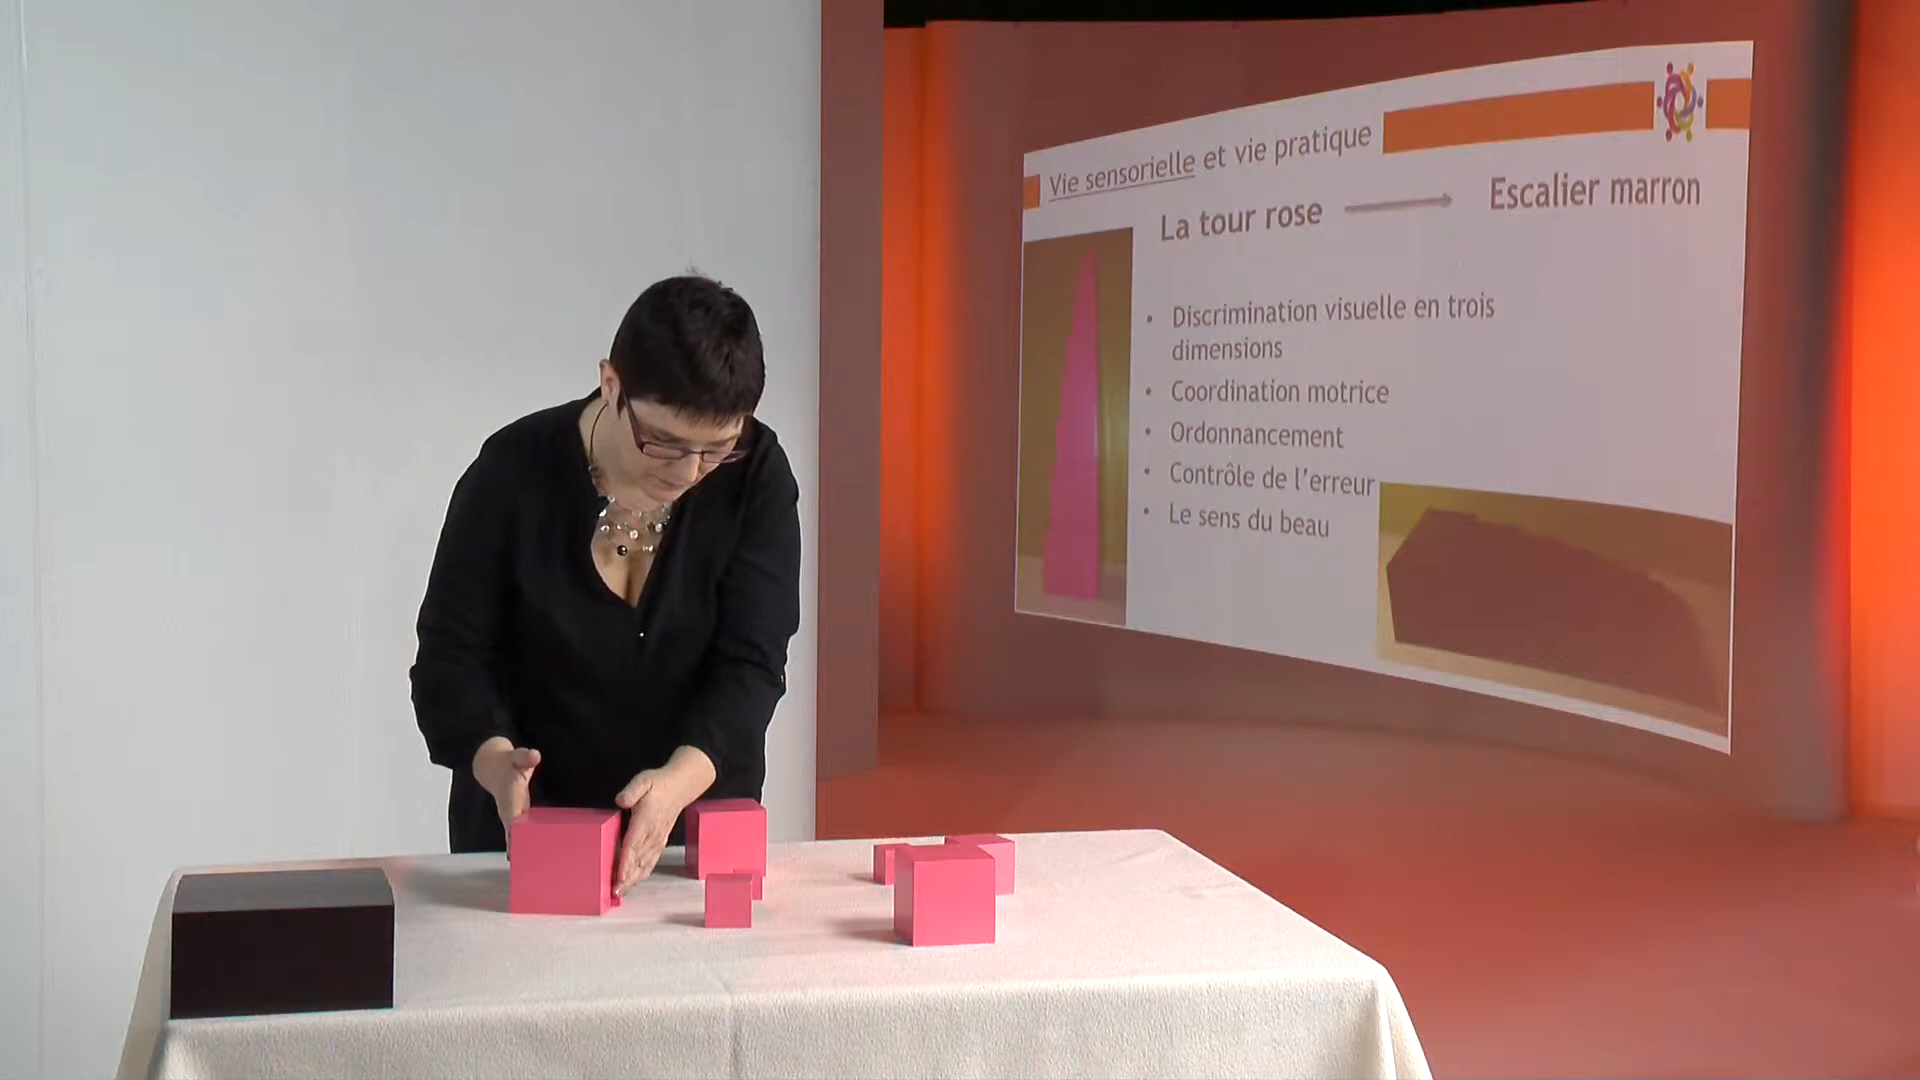 Vie sensorielle et vie pratique
La tour rose
Escalier marron
• Discrimination visuelle en trois
dimensions
• Coordination motrice
• Ordonnancement
• Contrôle de l'erreur
• Le sens du beau